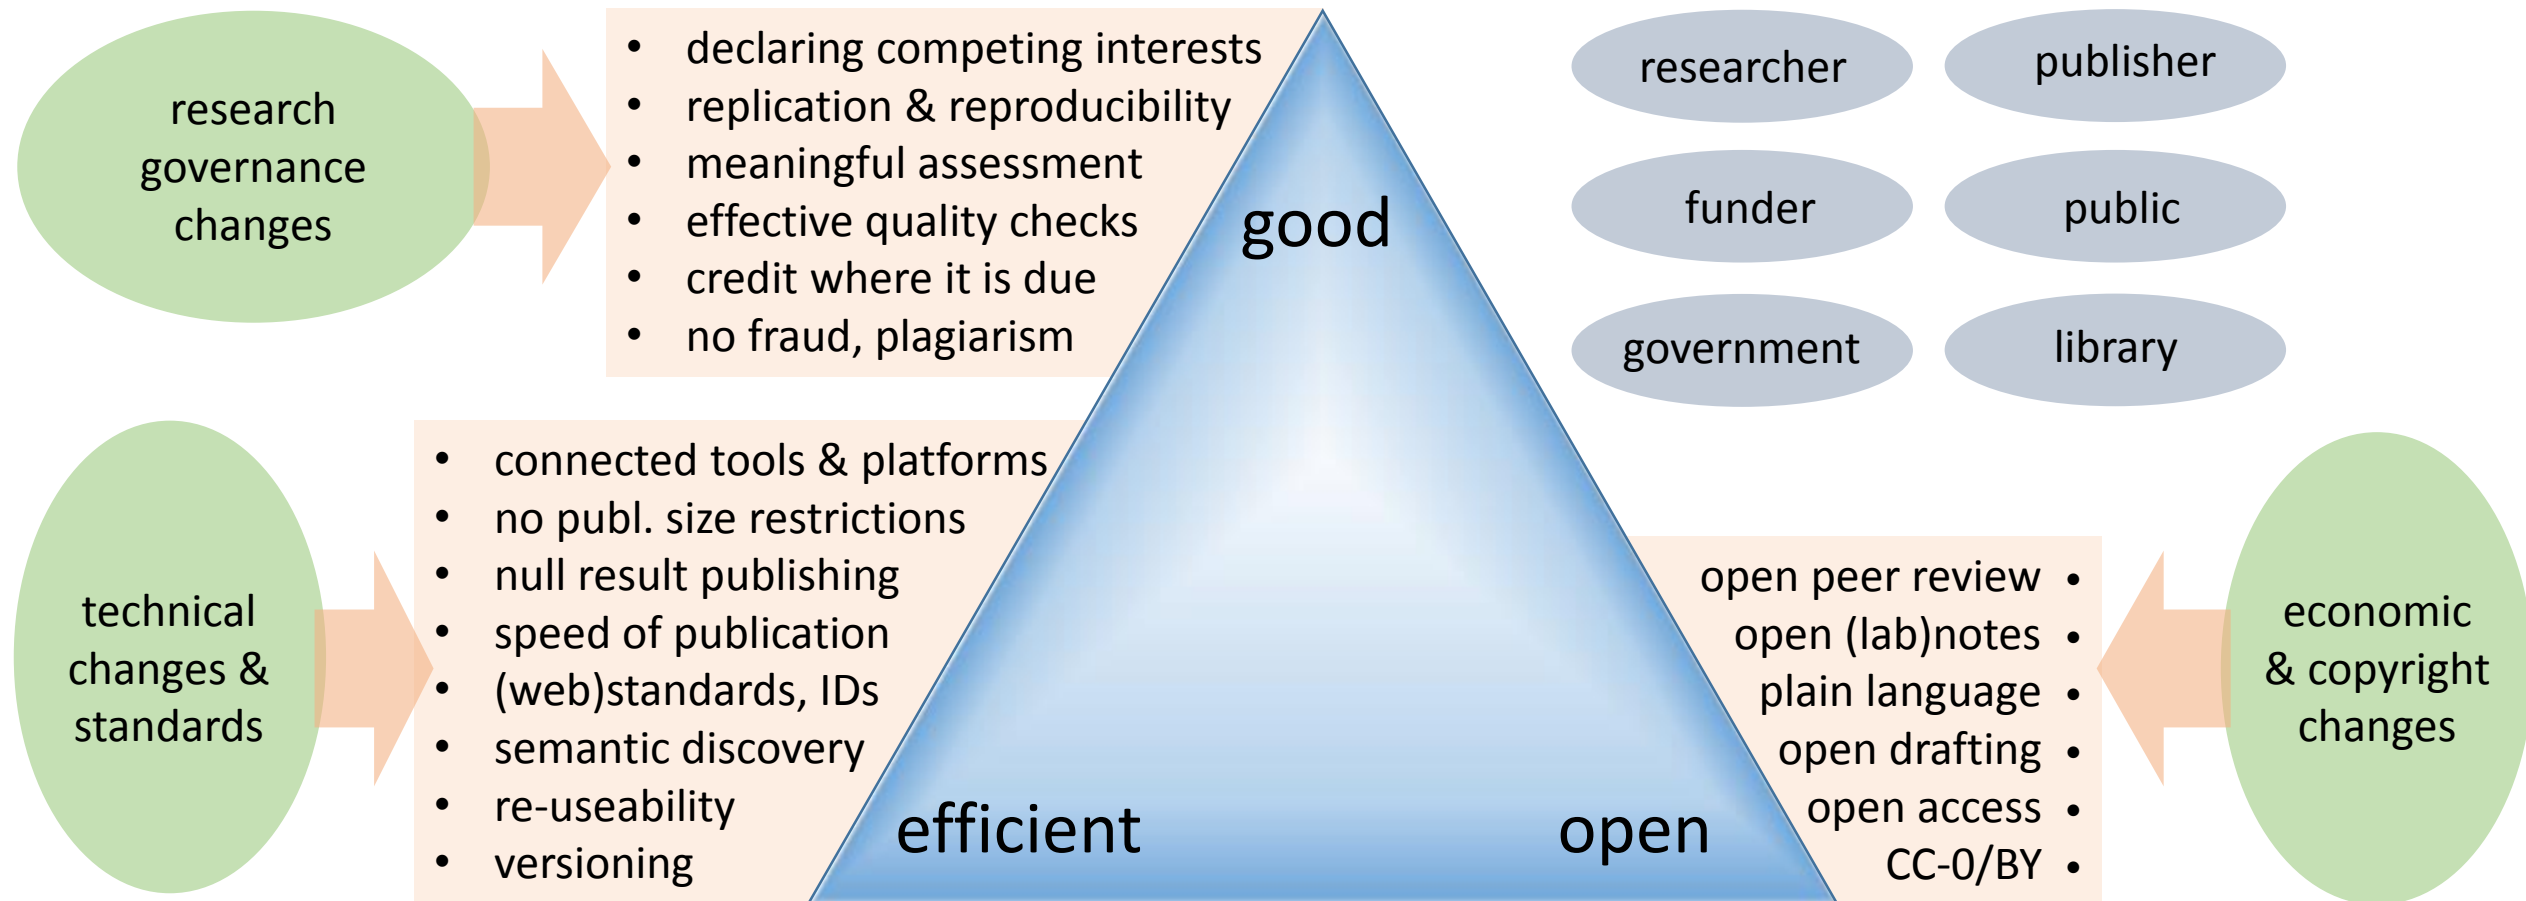 research
governance
changes
• declaring competing interests
• replication & reproducibility
• meaningful assessment
• effective quality checks
• credit where it is due
• no fraud, plagiarism
good
researcher
publisher
funder
public
government
library
technical
changes &
standards
• connected tools & platforms
• no publ. size restrictions
• null result publishing
• speed of publication
• (web)standards, IDs
• semantic discovery
• re-useability
• versioning
efficient
open
open peer review •
open (lab)notes •
plain language •
open drafting •
open access •
CC-0/BY •
economic
& copyright
changes